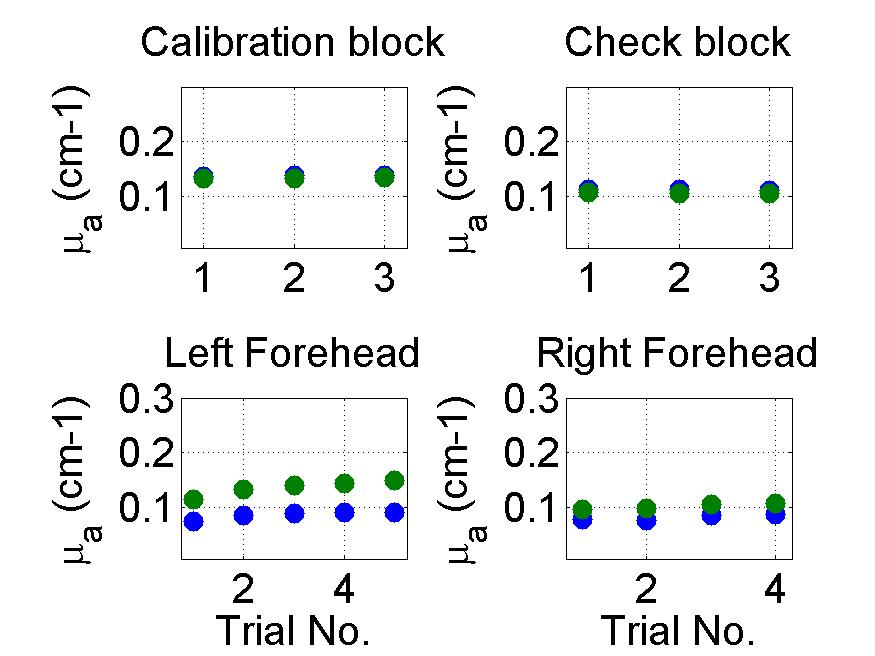 Calibration block
Check block
μa (cm-1)
0.2
0.1
1 2 3
μa (cm-1)
0.2
0.1
1 2 3
Left Forehead
Right Forehead
μa (cm-1)
0.3
0.2
0.1
2 4
Trial No.
μa (cm-1)
0.3
0.2
0.1
2 4
Trial No.